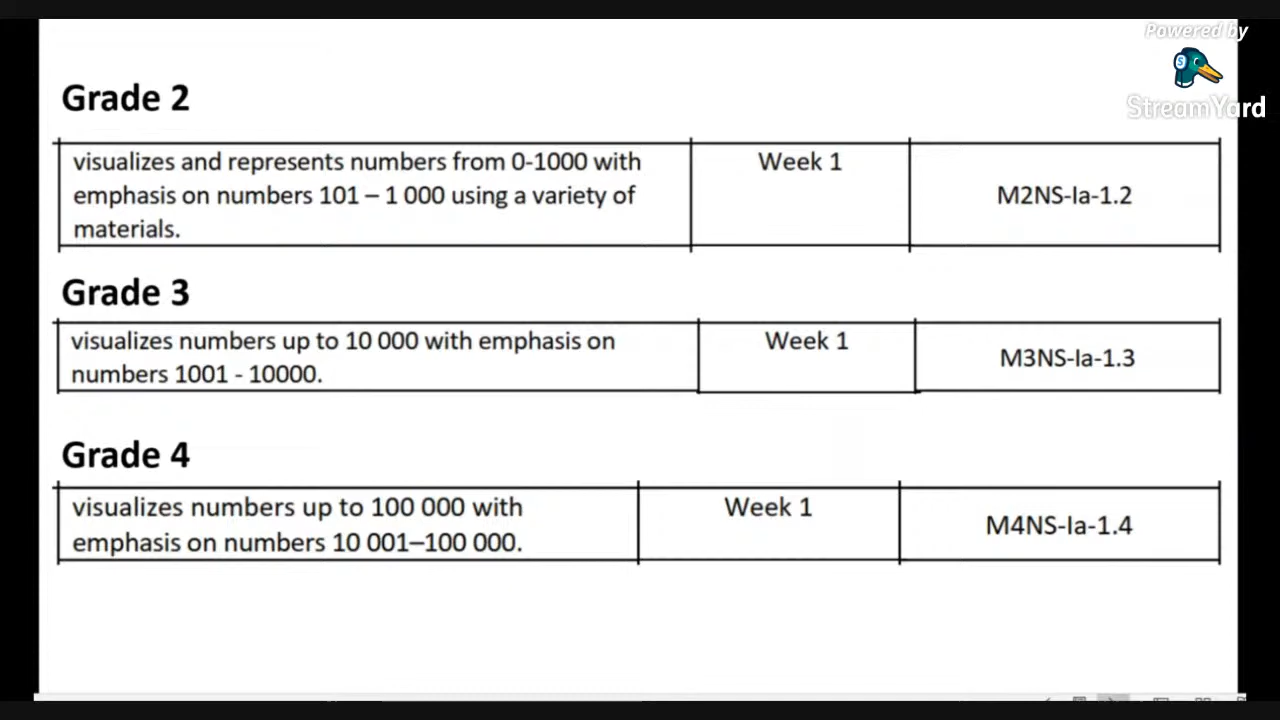 Powered by
StreamYard
Grade 2
visualizes and represents numbers from 0-1000 with
emphasis on numbers 101 – 1 000 using a variety of
materials.
Week 1
M2NS-Ia-1.2
Grade 3
visualizes numbers up to 10 000 with emphasis on
numbers 1001 - 10000.
Week 1
M3NS-Ia-1.3
Grade 4
visualizes numbers up to 100 000 with
emphasis on numbers 10 001–100 000.
Week 1
M4NS-Ia-1.4